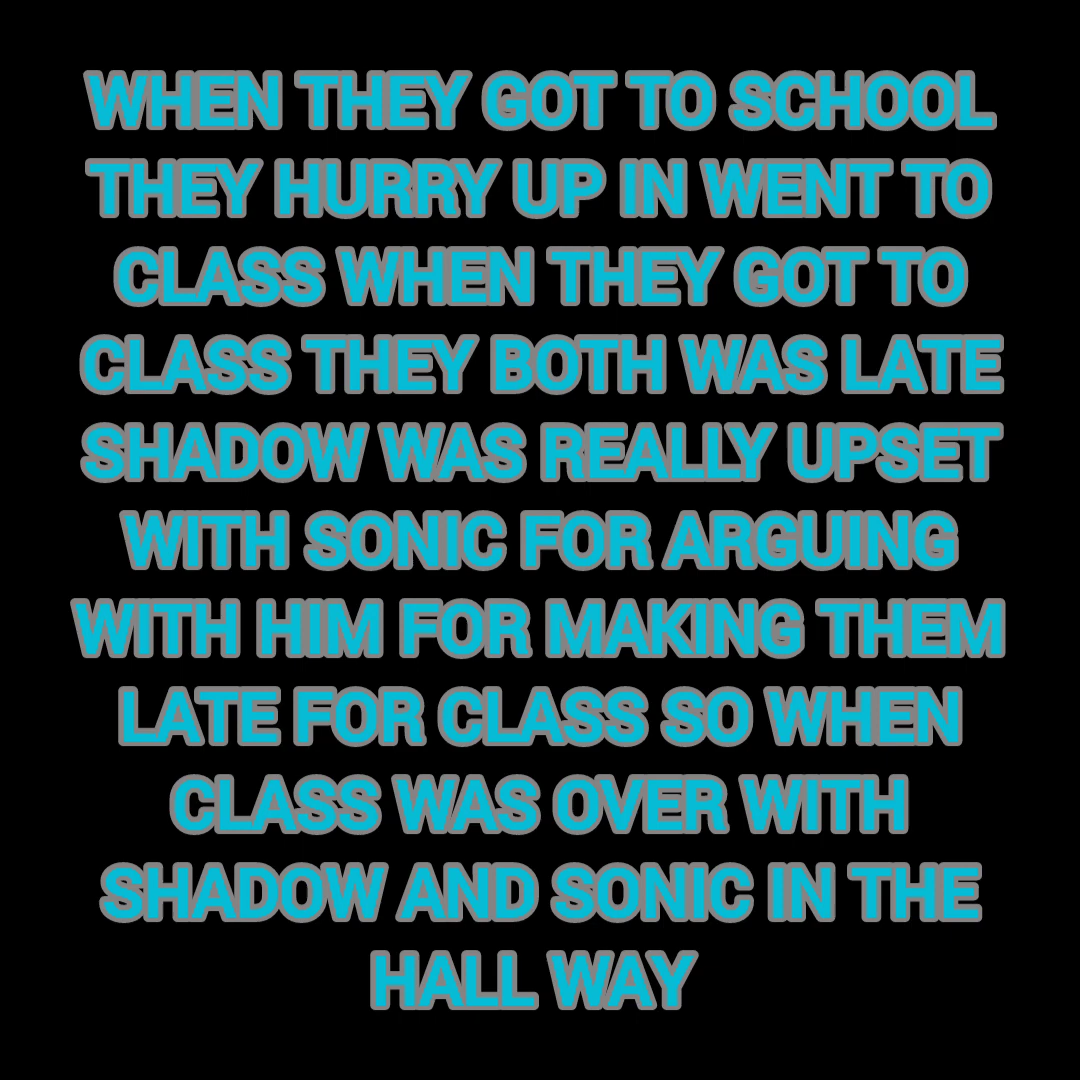 WHEN THEY GOT TO SCHOOL
THEY HURRY UP IN WENT TO
CLASS WHEN THEY GOT TO
CLASS THEY BOTH WAS LATE
SHADOW WAS REALLY UPSET
WITH SONIC FOR ARGUING
WITH HIM FOR MAKING THEM
LATE FOR CLASS SO WHEN
CLASS WAS OVER WITH
SHADOW AND SONIC IN THE
HALL WAY